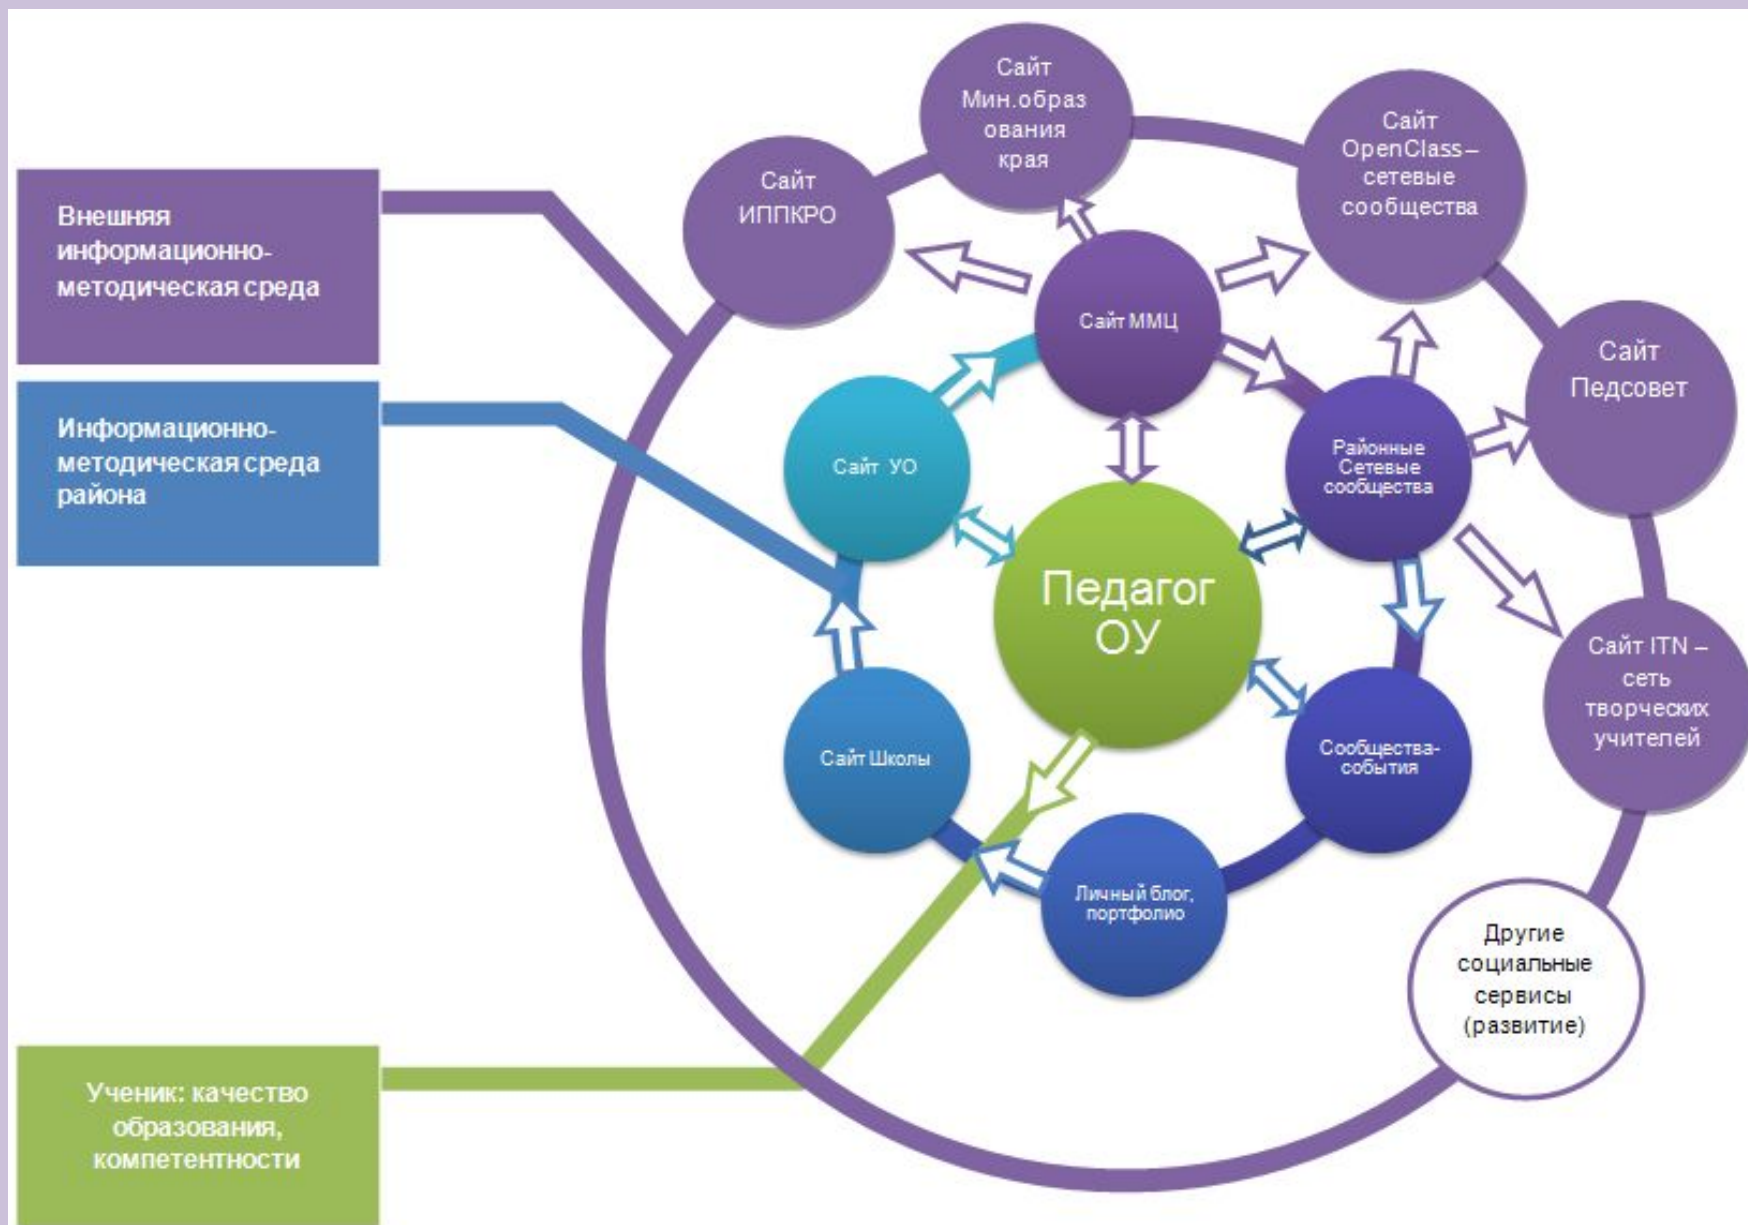 Внешняя
информационно-
методическая среда
Информационно-
методическая среда
района
Ученик: качество
образования,
компетентности
Сайт
ИППКРО
Сайт
Мин.образ
ования
края
Сайт
OpenClass –
сетевые
сообщества
Сайт
Педсовет
Сайт ITN –
сеть
творческих
учителей
Другие
социальные
сервисы
(развитие)
Сайт ММЦ
Районные
Сетевые
сообщества
Сообщества-
события
Личный блог,
портфолио
Сайт Школы
Сайт УО
Педагог
ОУ